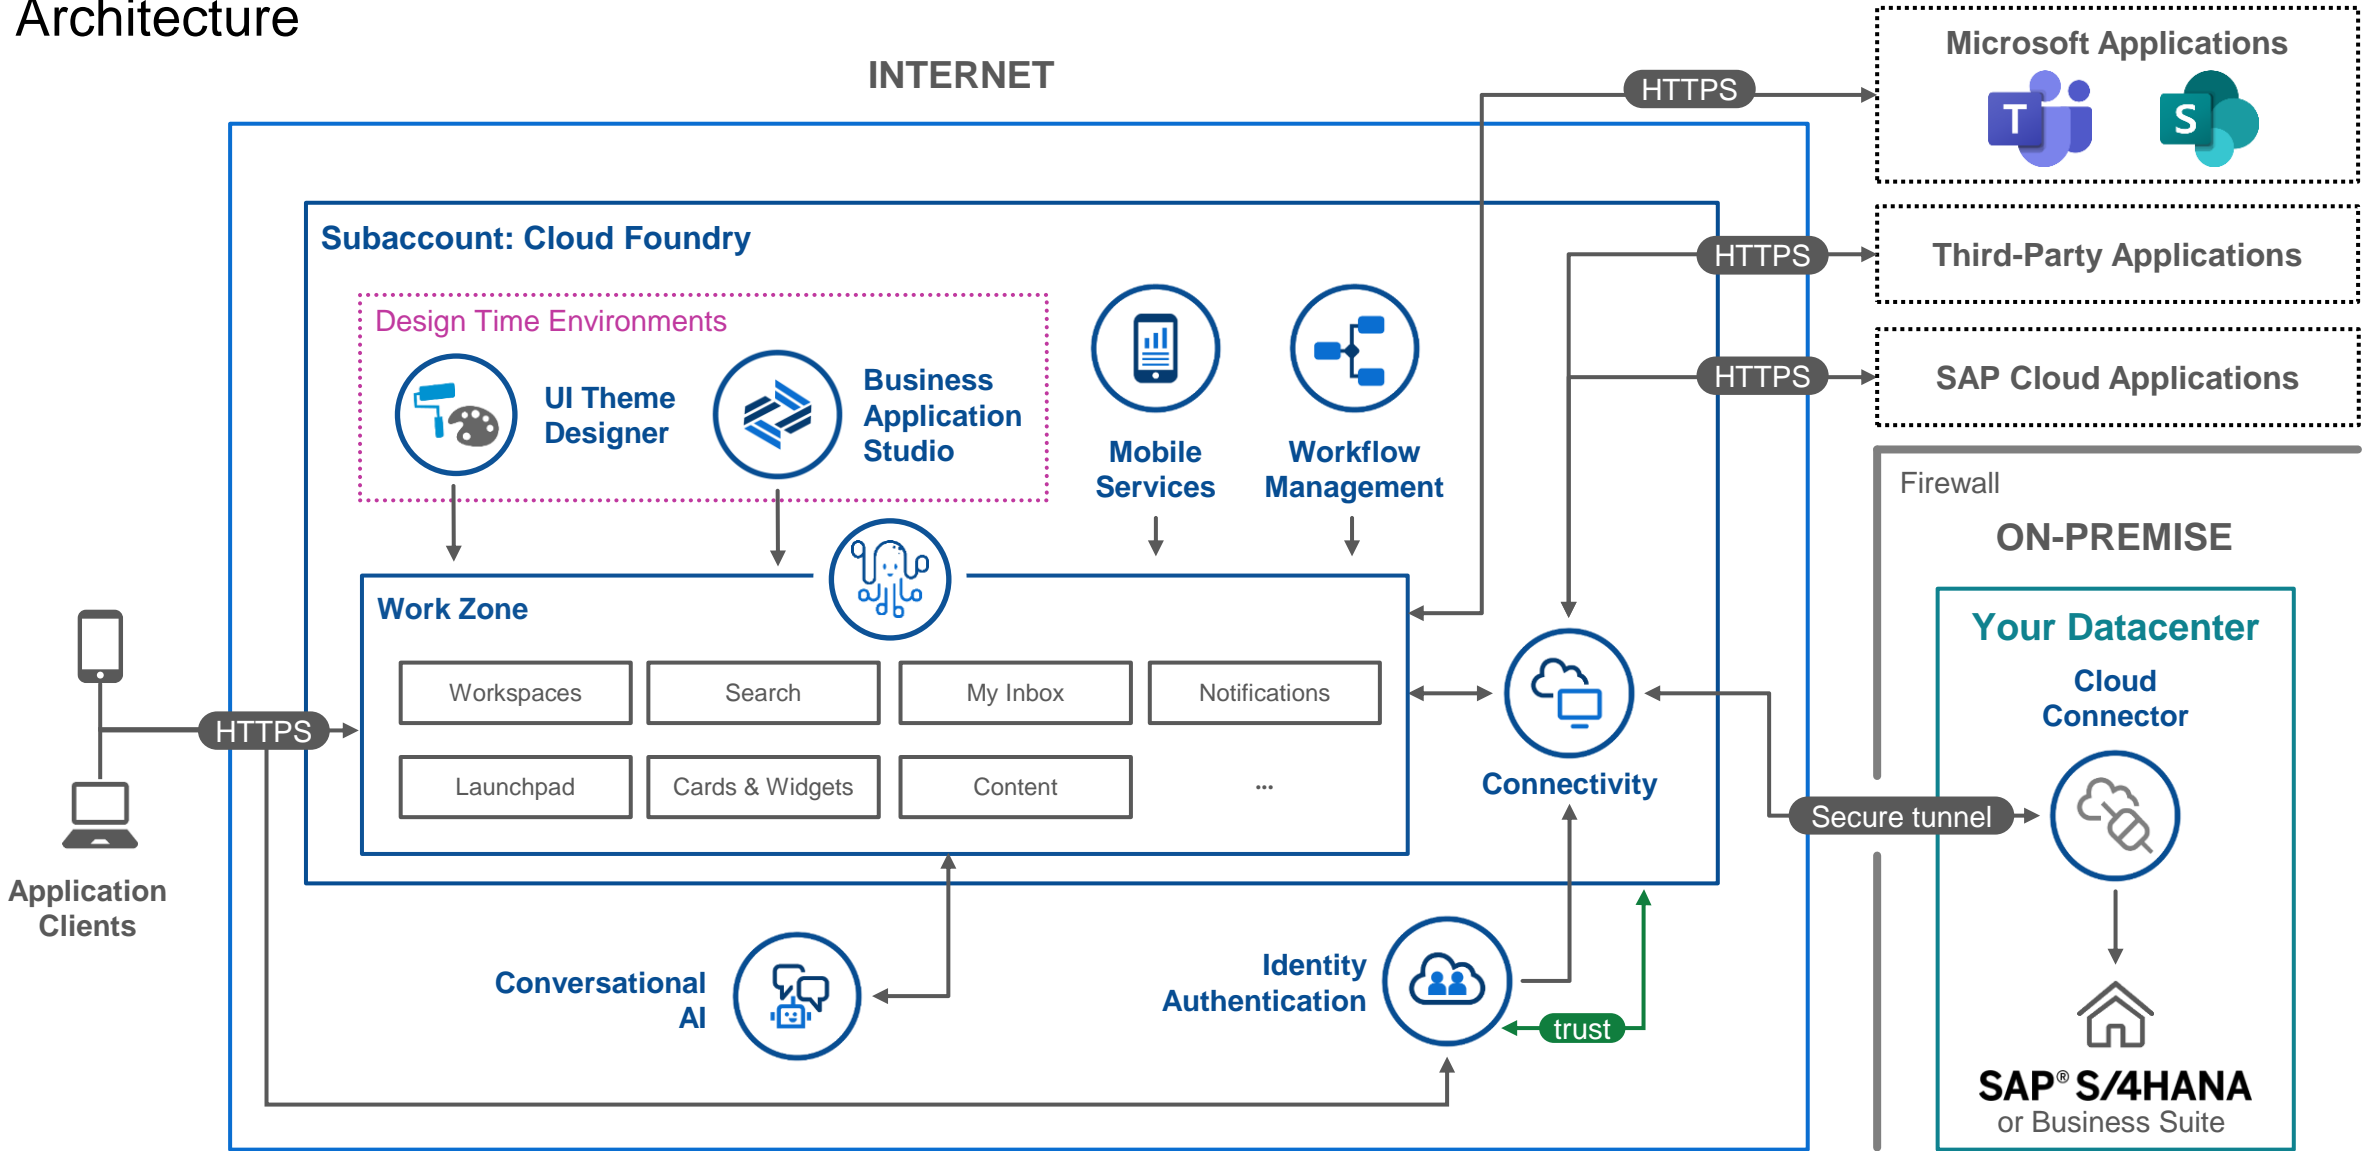 Architecture
INTERNET
HTTPS
Microsoft Applications
T
S
Subaccount: Cloud Foundry
HTTPS
Third-Party Applications
Design Time Environments
UI Theme
Designer
Business
Application
Studio
Mobile
Services
Workflow
Management
HTTPS
SAP Cloud Applications
Firewall
ON-PREMISE
Work Zone
Workspaces
Search
My Inbox
Notifications
Launchpad
Cards & Widgets
Content
...
HTTPS
Application
Clients
Connectivity
Your Datacenter
Cloud
Connector
Secure tunnel
Conversational
AI
Identity
Authentication
trust
SAP® S/4HANA
or Business Suite